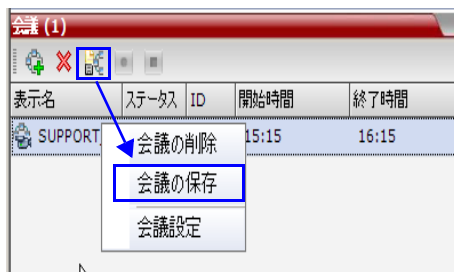 会議 (1)
表示名 ステータス ID 開始時間 終了時間
SUPPORT_ 15:15 16:15
会議の削除
会議の保存
会議設定